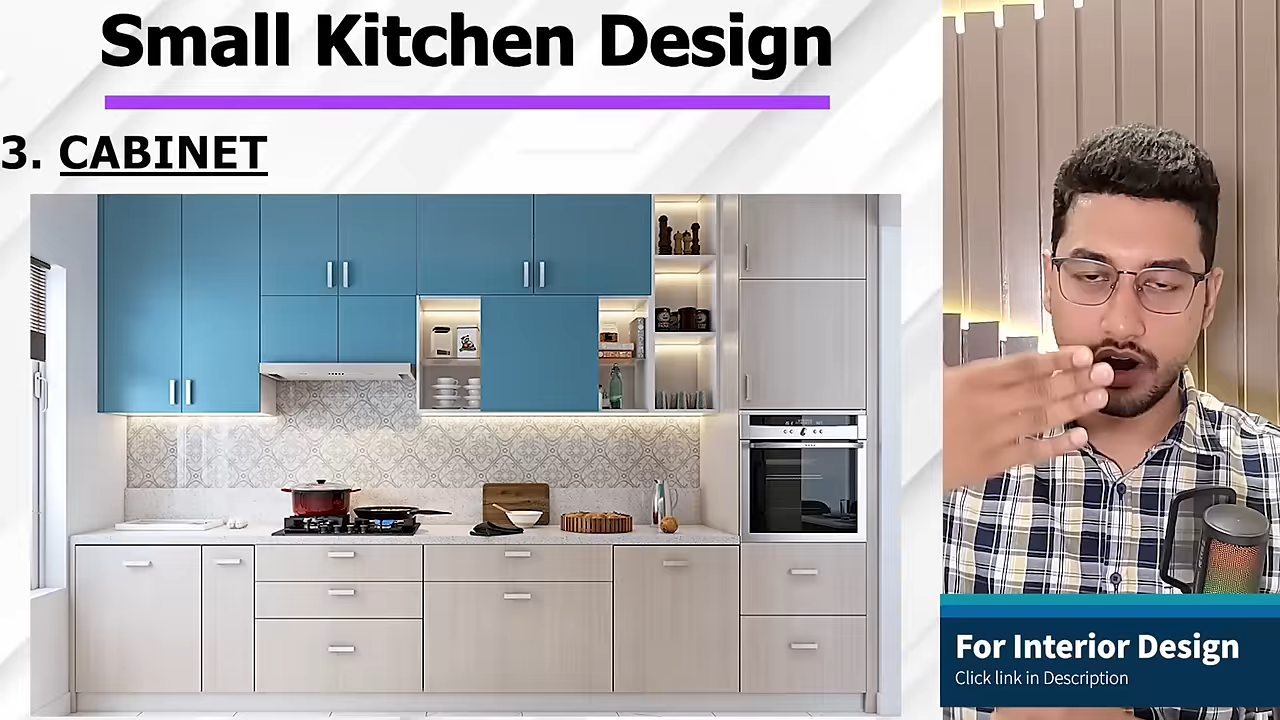 Small Kitchen Design
3. CABINET
For Interior Design
Click link in Description